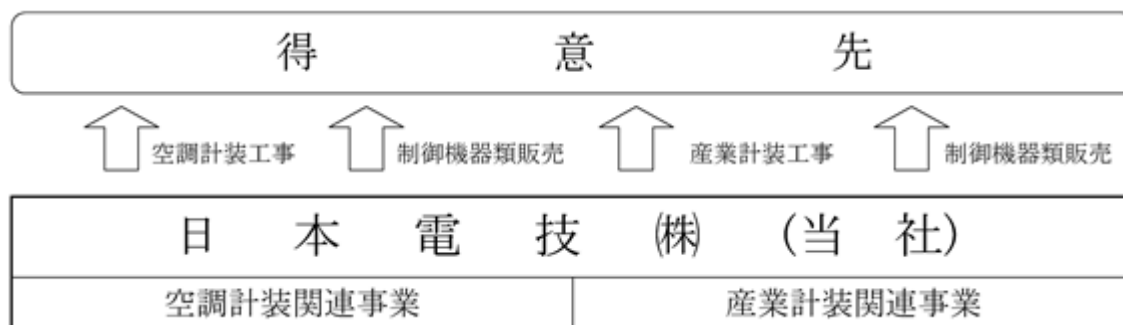 得意先
空調計装工事 制御機器類販売 産業計装工事 制御機器類販売
日本電技㈱(当社)
空調計装関連事業 産業計装関連事業